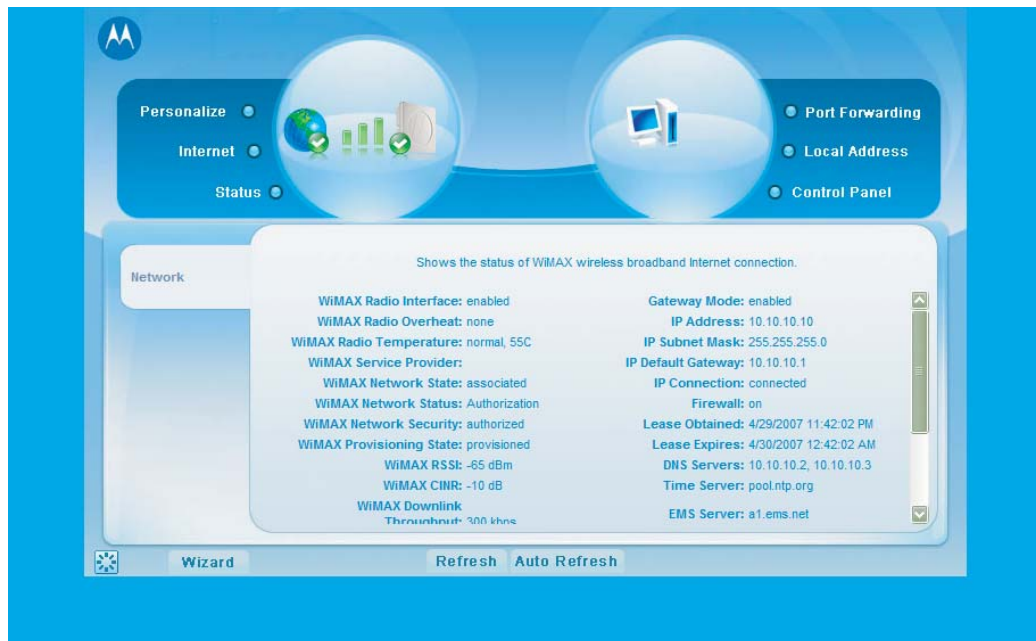 Personalize
Internet
Status
Port Forwarding
Local Address
Control Panel
Network
Shows the status of WiMAX wireless broadband Internet connection.
WiMAX Radio Interface: enabled
WiMAX Radio Overheat: none
WiMAX Radio Temperature: normal, 55C
WiMAX Service Provider:
WiMAX Network State: associated
WiMAX Network Status: Authorization
WiMAX Network Security: authorized
WiMAX Provisioning State: provisioned
WiMAX RSSI: -65 dBm
WiMAX CINR: -10 dB
WiMAX Downlink
Throughput: 300 kbps
Gateway Mode: enabled
IP Address: 10.10.10.10
IP Subnet Mask: 255.255.255.0
IP Default Gateway: 10.10.10.1
IP Connection: connected
Firewall: on
Lease Obtained: 4/29/2007 11:42:02 PM
Lease Expires: 4/30/2007 12:42:02 AM
DNS Servers: 10.10.10.2, 10.10.10.3
Time Server: pool.ntp.org
EMS Server: a1.ems.net
Wizard
Refresh
Auto Refresh